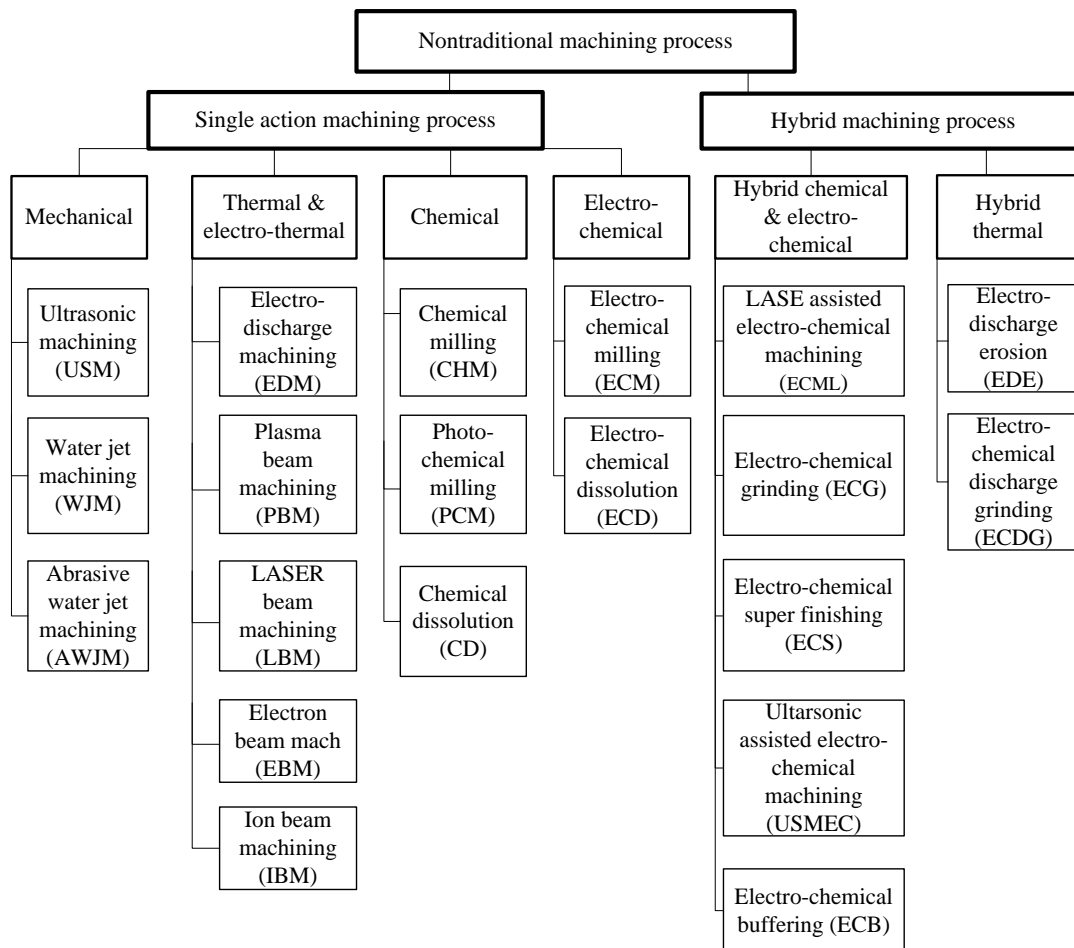 Nontraditional machining process
Single action machining process
Hybrid machining process
Mechanical
Thermal &
electro-thermal
Chemical
Electro-
chemical
Hybrid chemical
& electro-
chemical
Hybrid
thermal
Ultrasonic
machining
(USM)
Water jet
machining
(WJM)
Abrasive
water jet
machining
(AWJM)
Electro-
discharge
machining
(EDM)
Plasma
beam
machining
(PBM)
LASER
beam
machining
(LBM)
Electron
beam mach
(EBM)
Ion beam
machining
(IBM)
Chemical
milling
(CHM)
Photo-
chemical
milling
(PCM)
Chemical
dissolution
(CD)
Electro-
chemical
milling
(ECM)
Electro-
chemical
dissolution
(ECD)
LASE assisted
electro-chemical
machining
(ECML)
Electro-chemical
grinding (ECG)
Electro-chemical
super finishing
(ECS)
Ultarsonic
assisted electro-
chemical
machining
(USMEC)
Electro-chemical
buffering (ECB)
Electro-
discharge
erosion
(EDE)
Electro-
chemical
discharge
grinding
(ECDG)